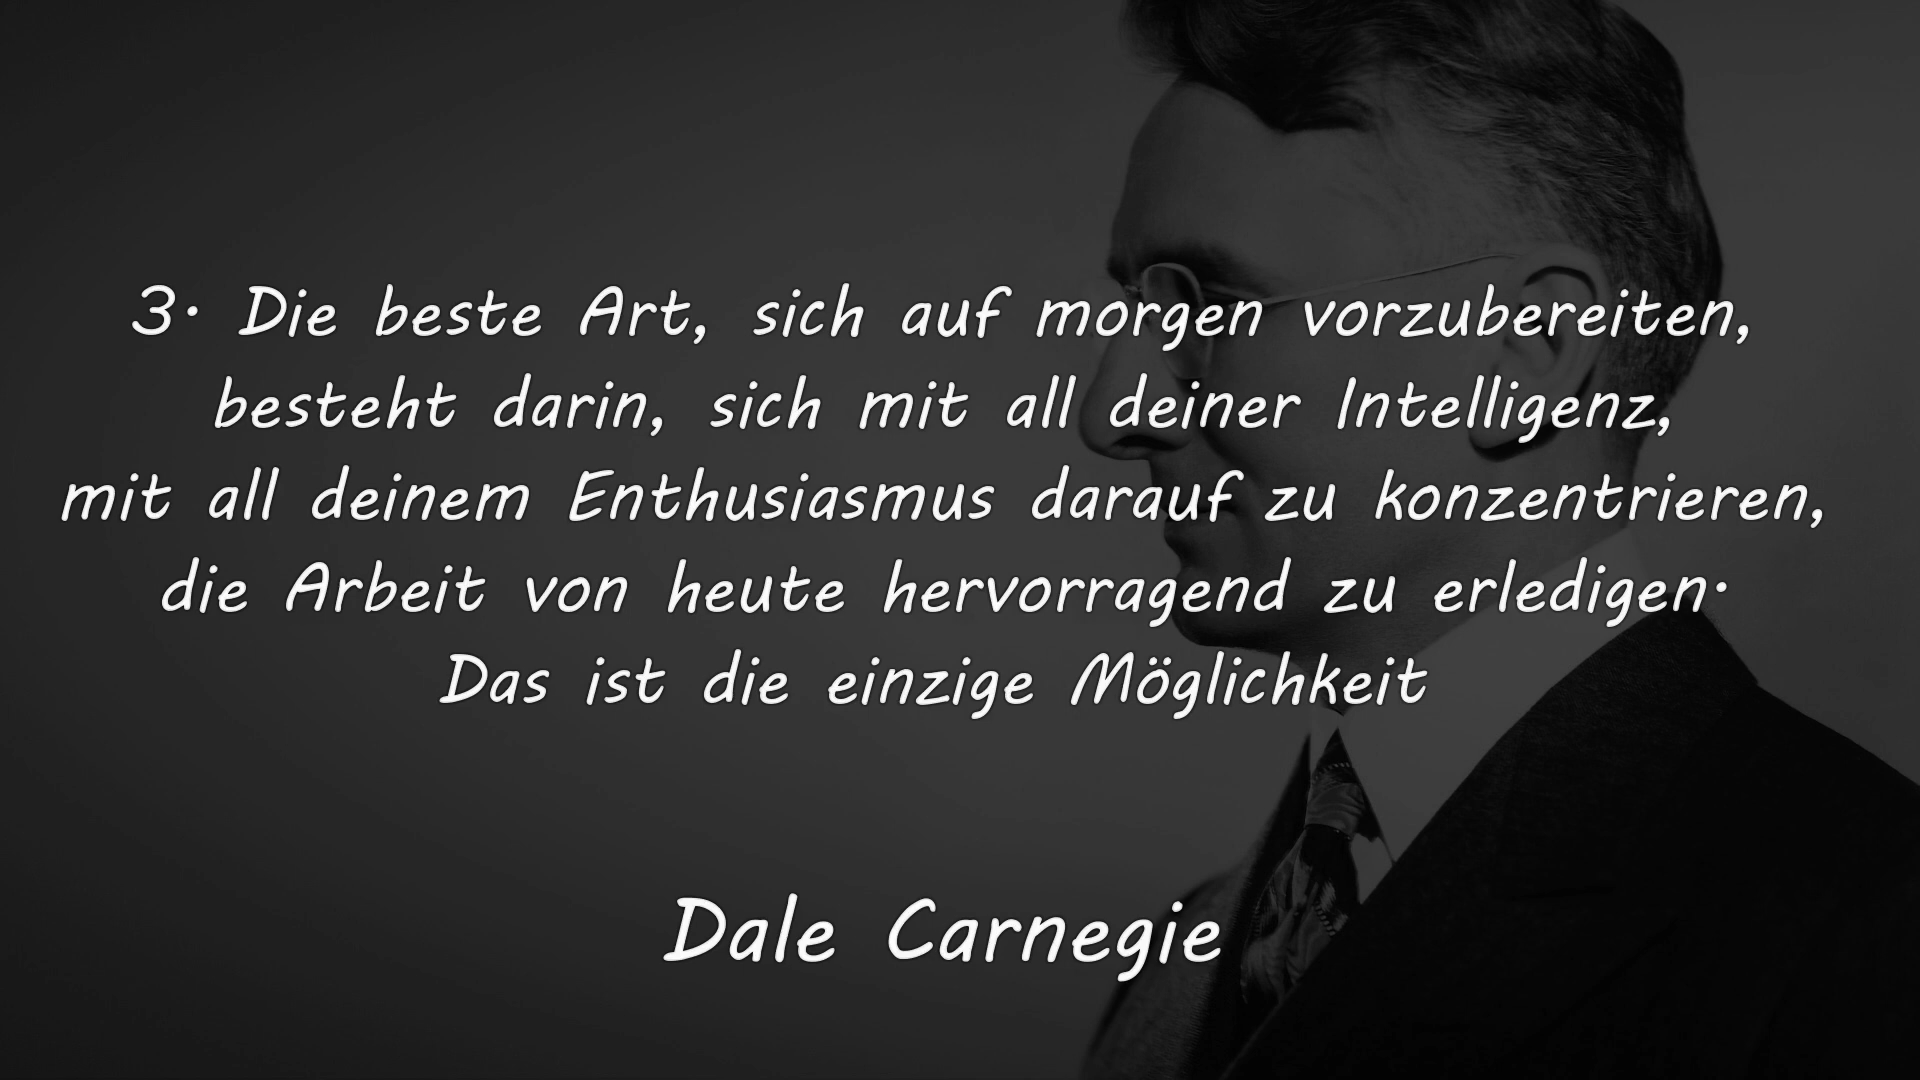 3. Die beste Art, sich auf morgen vorzubereiten,
besteht darin, sich mit all deiner Intelligenz,
mit all deinem Enthusiasmus darauf zu konzentrieren,
die Arbeit von heute hervorragend zu erledigen.
Das ist die einzige Möglichkeit
Dale Carnegie